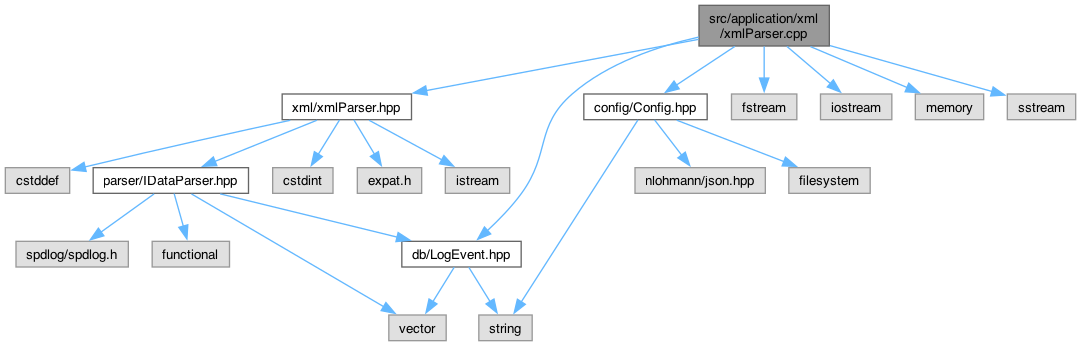 src/application/xml
/xmlParser.cpp
xml/xmlParser.hpp
config/Config.hpp
fstream
iostream
memory
sstream
cstddef
parser/IDataParser.hpp
cstdint
expat.h
istream
nlohmann/json.hpp
filesystem
spdlog/spdlog.h
functional
db/LogEvent.hpp
vector
string